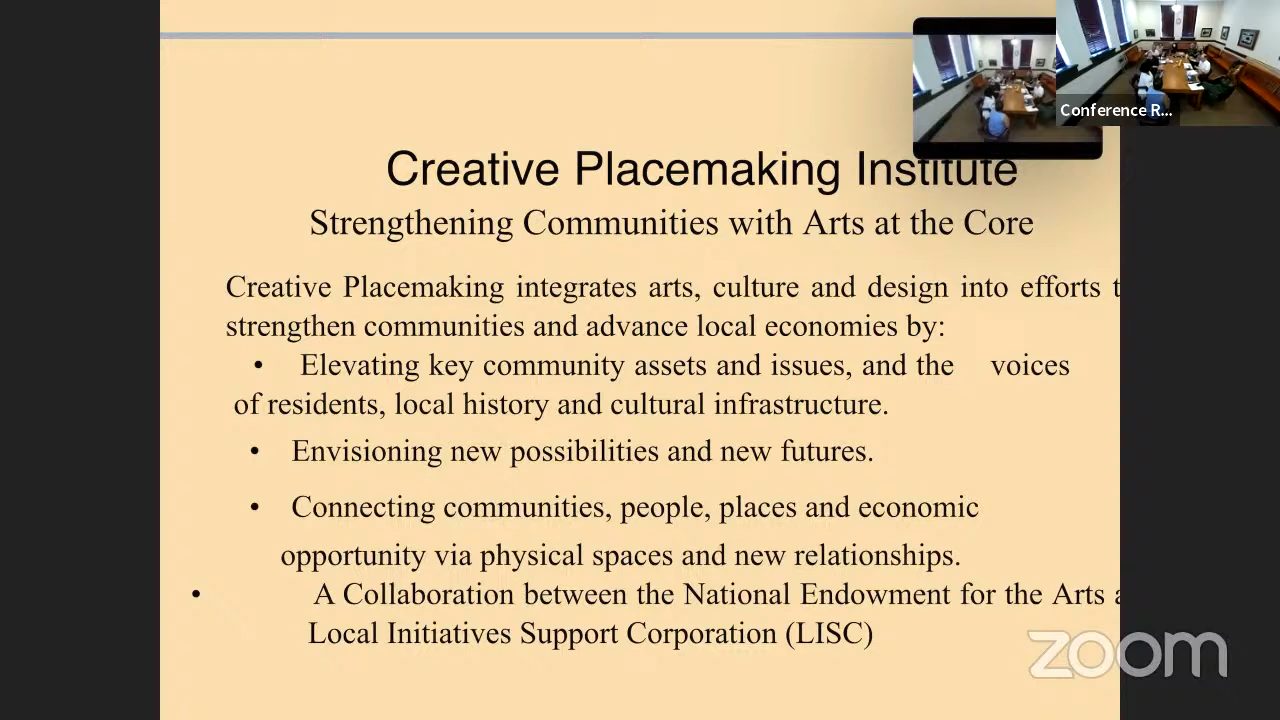 Conference R...
Creative Placemaking Institute
Strengthening Communities with Arts at the Core
Creative Placemaking integrates arts, culture and design into efforts t
strengthen communities and advance local economies by:
• Elevating key community assets and issues, and the voices
of residents, local history and cultural infrastructure.
• Envisioning new possibilities and new futures.
• Connecting communities, people, places and economic
opportunity via physical spaces and new relationships.
• A Collaboration between the National Endowment for the Arts a
Local Initiatives Support Corporation (LISC)
zoom